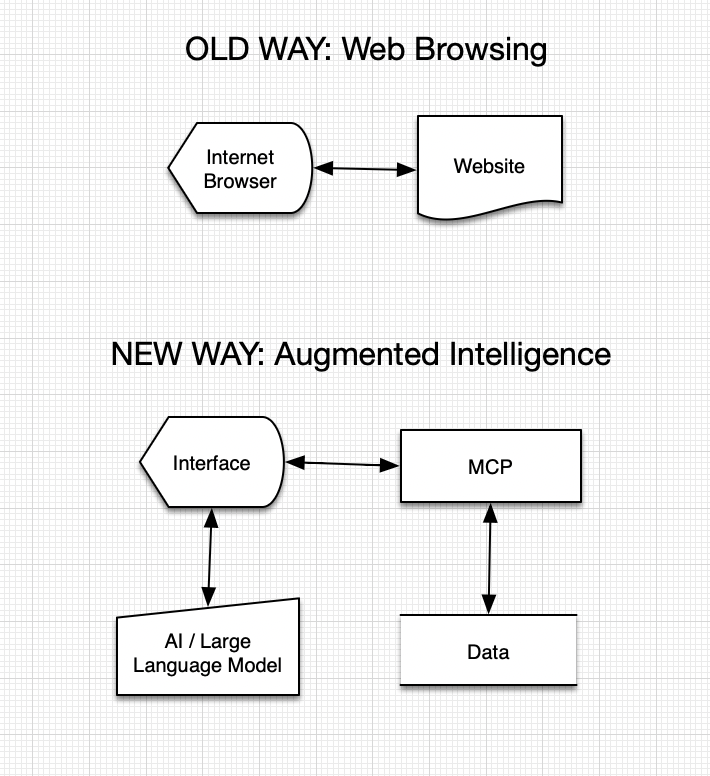 OLD WAY: Web Browsing
Internet
Browser
Website
NEW WAY: Augmented Intelligence
Interface
MCP
AI / Large
Language Model
Data